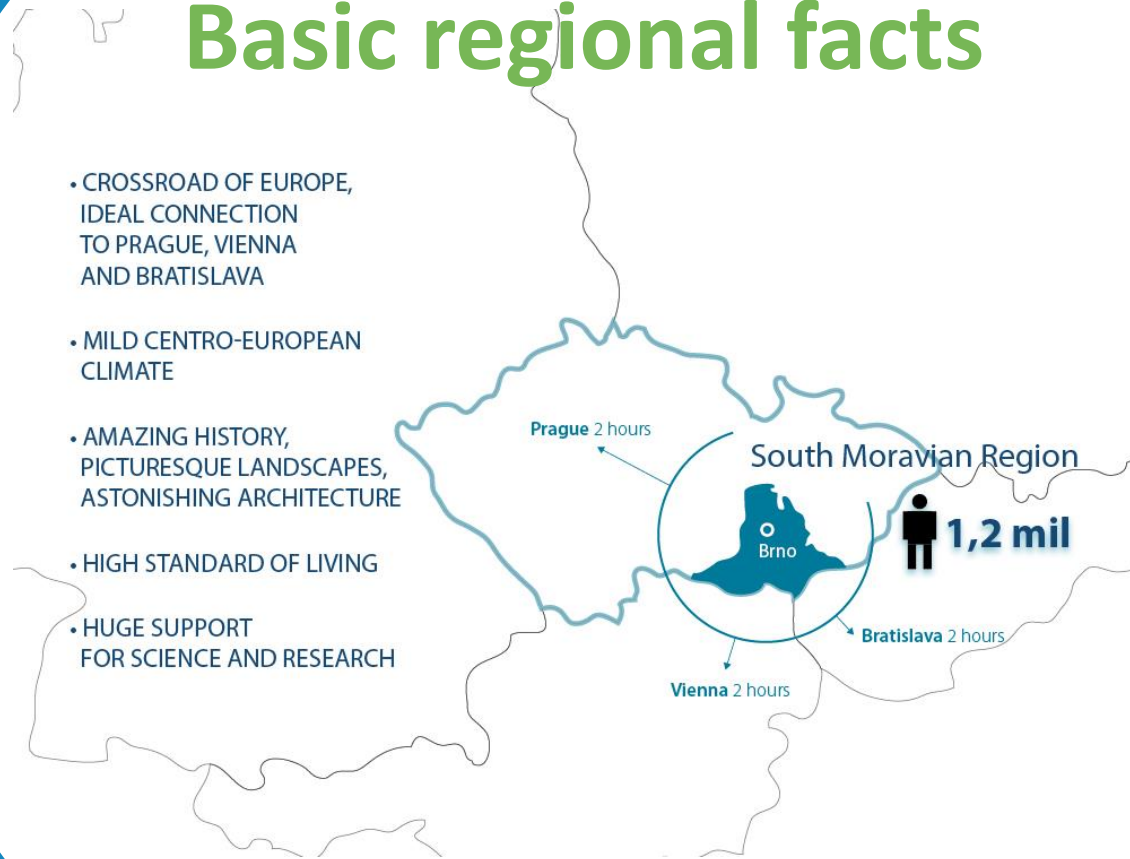 Basic regional facts
• CROSSROAD OF EUROPE,
IDEAL CONNECTION
TO PRAGUE, VIENNA
AND BRATISLAVA
• MILD CENTRO-EUROPEAN
CLIMATE
• AMAZING HISTORY,
PICTURESQUE LANDSCAPES,
ASTONISHING ARCHITECTURE
• HIGH STANDARD OF LIVING
• HUGE SUPPORT
FOR SCIENCE AND RESEARCH
Prague 2 hours
South Moravian Region
1,2 mil
Brno
Bratislava 2 hours
Vienna 2 hours